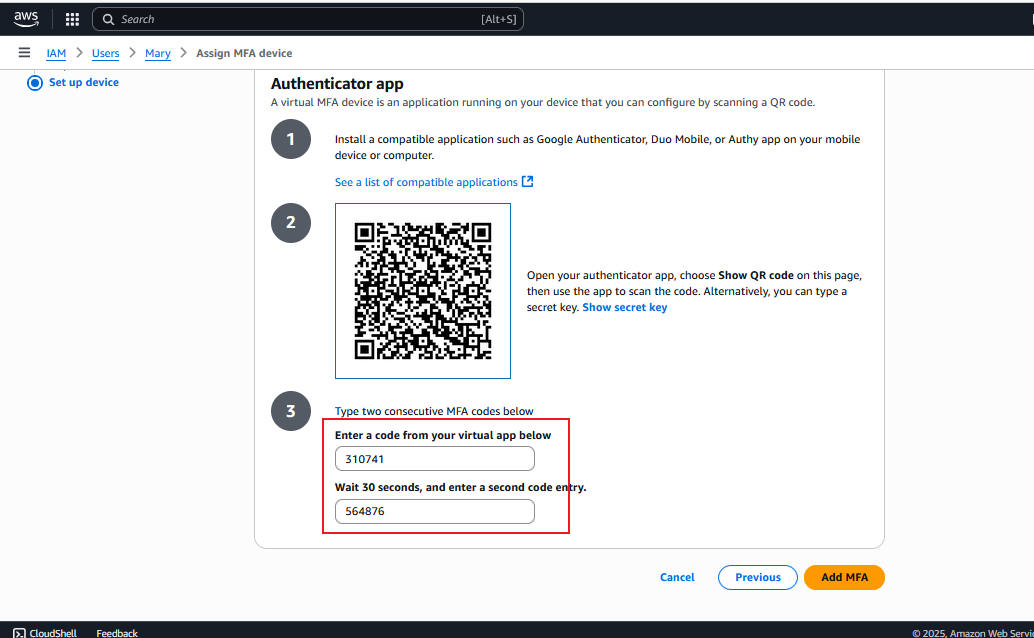 aws
Search [Alt+S]
IAM > Users > Mary > Assign MFA device
Set up device
Authenticator app
A virtual MFA device is an application running on your device that you can configure by scanning a QR code.
1
Install a compatible application such as Google Authenticator, Duo Mobile, or Authy app on your mobile
device or computer.
See a list of compatible applications
2
Open your authenticator app, choose Show QR code on this page,
then use the app to scan the code. Alternatively, you can type a
secret key. Show secret key
3
Type two consecutive MFA codes below
Enter a code from your virtual app below
310741
Wait 30 seconds, and enter a second code entry.
564876
Cancel Previous Add MFA
CloudShell Feedback © 2025, Amazon Web